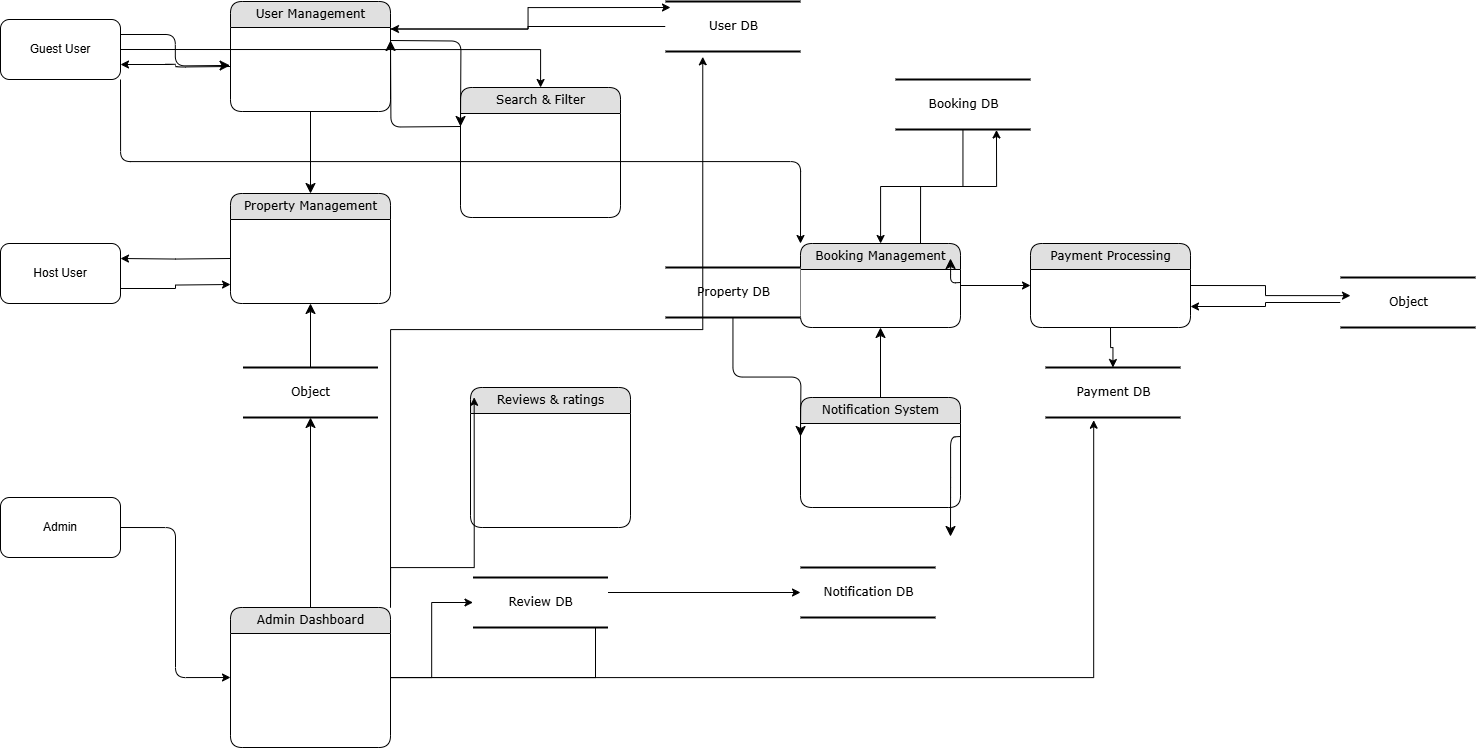 User Management
User DB
Guest User
Search & Filter
Booking DB
Property Management
Booking Management
Payment Processing
Host User
Property DB
Object
Object
Payment DB
Reviews & ratings
Notification System
Admin
Review DB
Notification DB
Admin Dashboard